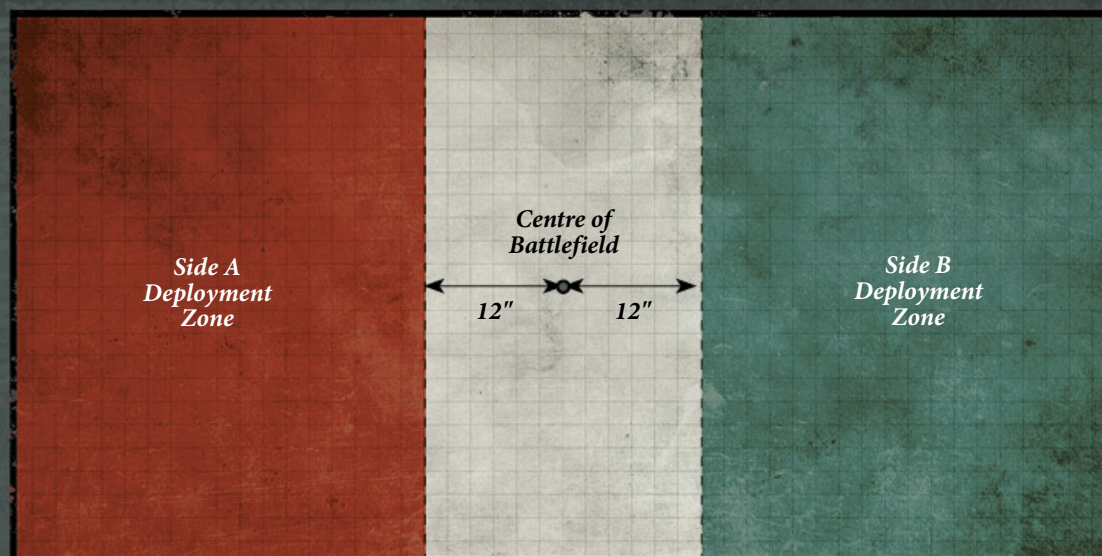 Centre of
Battlefield
Side A
Deployment
Zone
12"
12"
Side B
Deployment
Zone